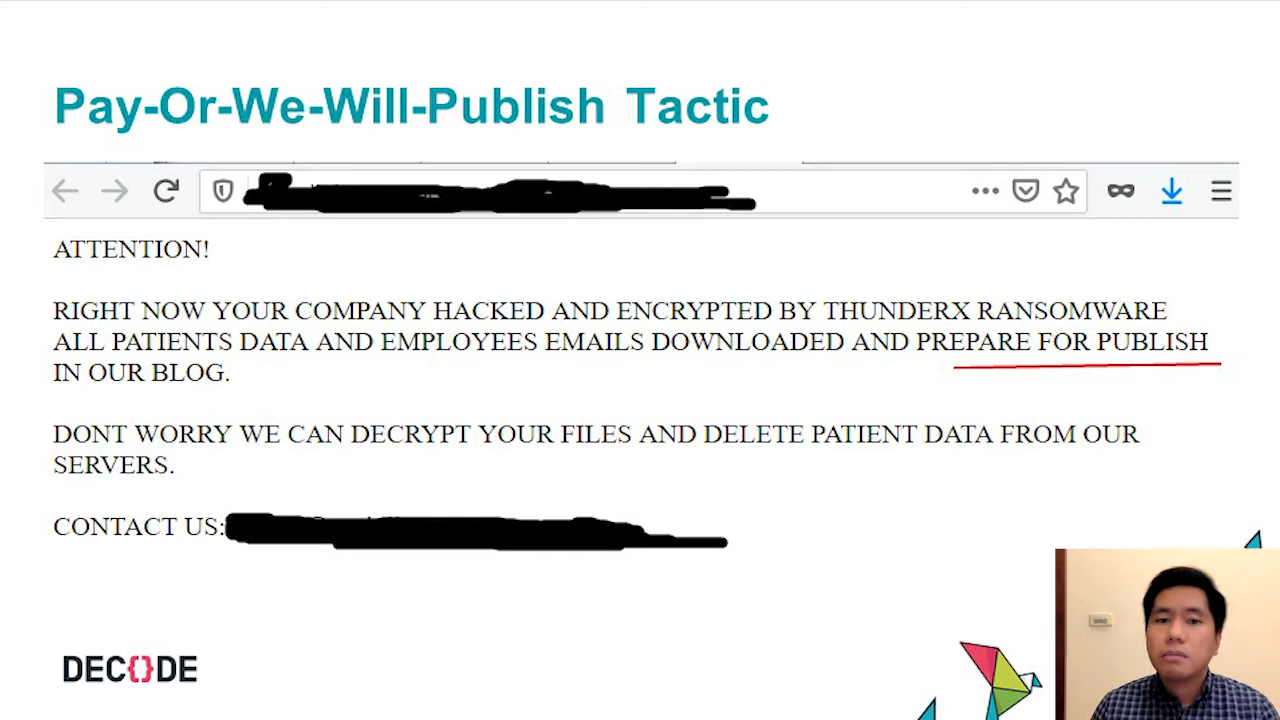 Pay-Or-We-Will-Publish Tactic
ATTENTION!
RIGHT NOW YOUR COMPANY HACKED AND ENCRYPTED BY THUNDERX RANSOMWARE
ALL PATIENTS DATA AND EMPLOYEES EMAILS DOWNLOADED AND PREPARE FOR PUBLISH
IN OUR BLOG.
DONT WORRY WE CAN DECRYPT YOUR FILES AND DELETE PATIENT DATA FROM OUR
SERVERS.
CONTACT US:
DEC{}DE